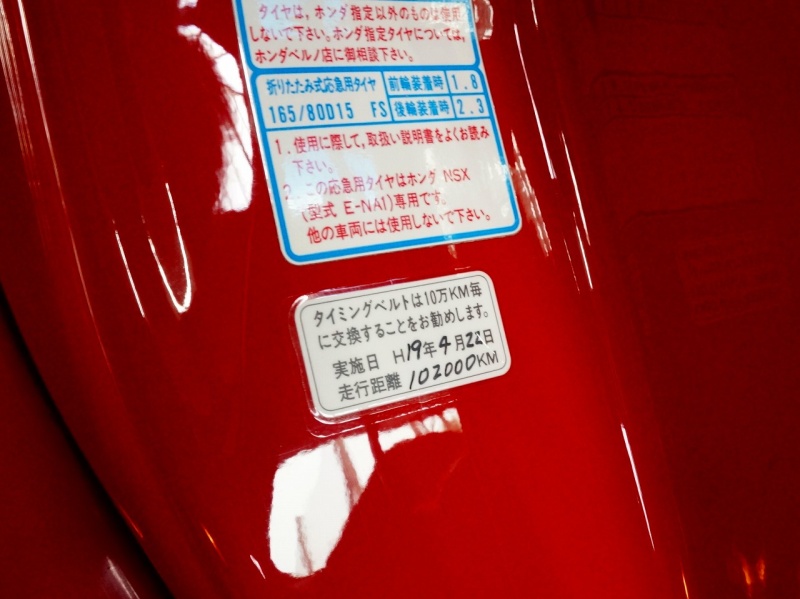 タイヤは，ホンダ指定以外のものは使用
しないで下さい。ホンダ指定タイヤについては，
ホンダベルノ店に御相談下さい。
折りたたみ式応急用タイヤ 前輪装着時 1.8
165/80D15 FS 後輪装着時 2.3
1．使用に際して，取扱い説明書をよくお読み
下さい。
2．この応急用タイヤはホンダ NSX
（型式 E-NA1）専用です。
他の車両には使用しないで下さい。
タイミングベルトは10万KM毎
に交換することをお勧めします。
実施日 H19年4月22日
走行距離 102000KM